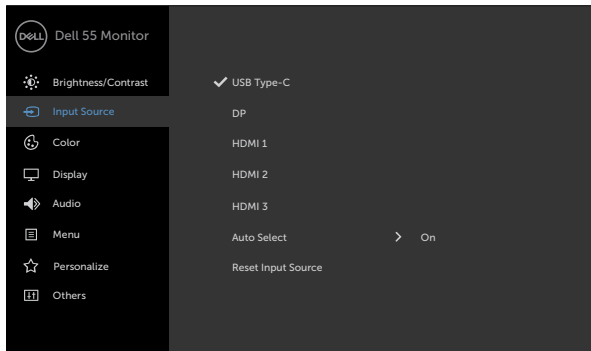 DELL Dell 55 Monitor
Brightness/Contrast
Input Source
Color
Display
Audio
Menu
Personalize
Others
USB Type-C
DP
HDMI 1
HDMI 2
HDMI 3
Auto Select On
Reset Input Source